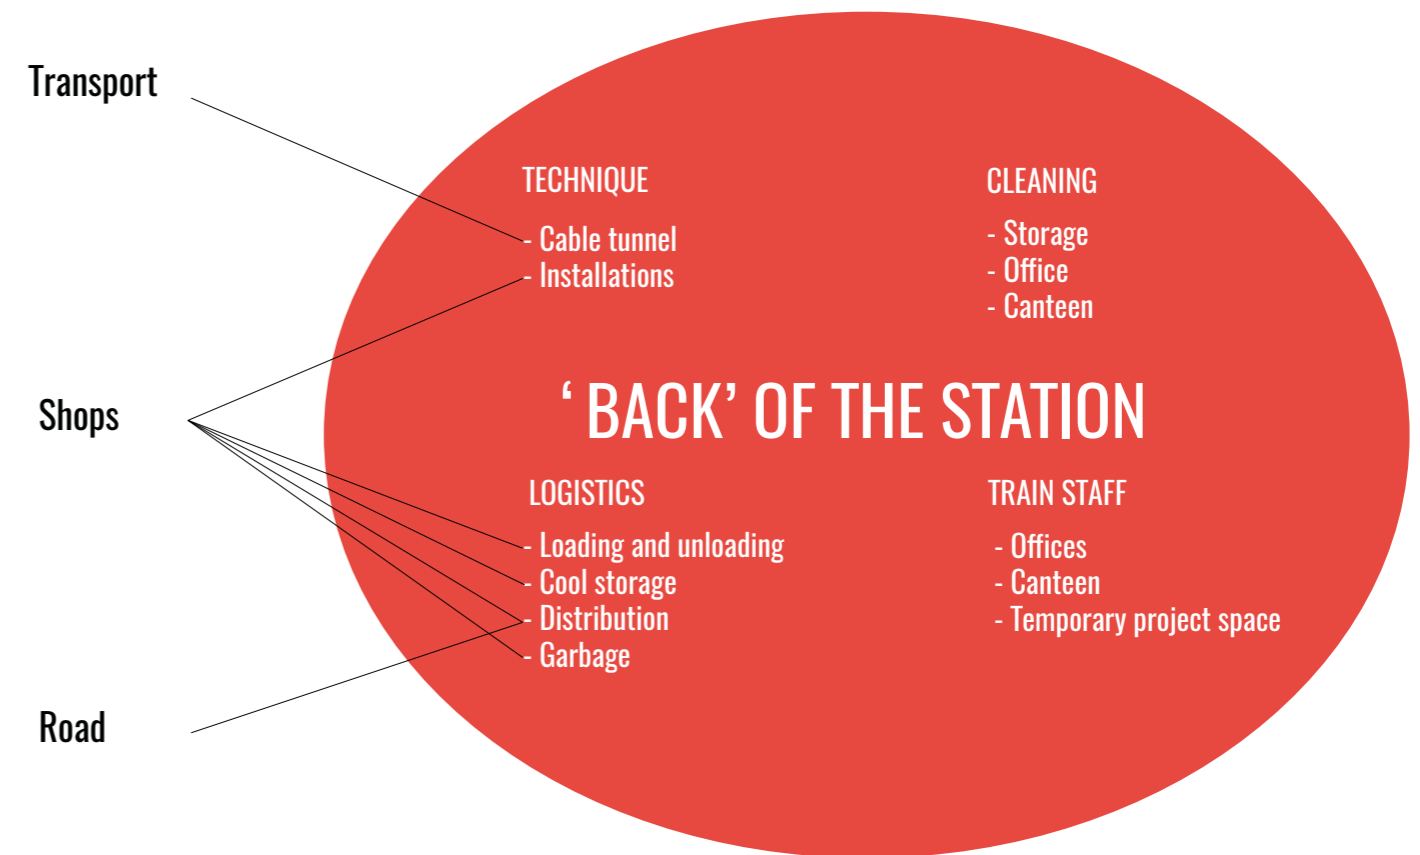 Transport
TECHNIQUE
- Cable tunnel
- Installations
CLEANING
- Storage
- Office
- Canteen
Shops
‘ BACK’ OF THE STATION
LOGISTICS
- Loading and unloading
- Cool storage
- Distribution
- Garbage
TRAIN STAFF
- Offices
- Canteen
- Temporary project space
Road